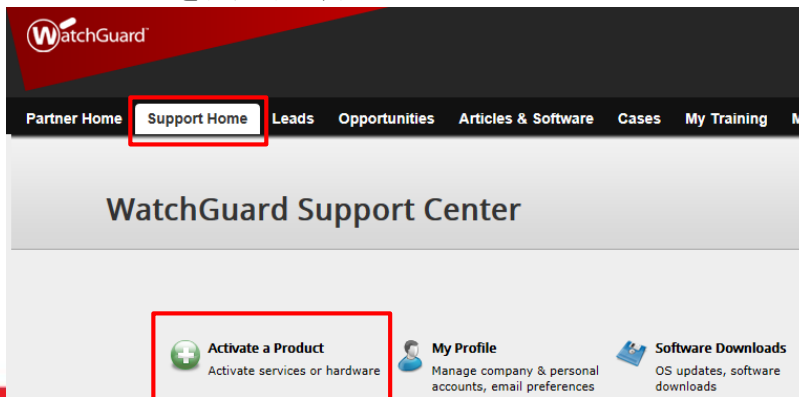 WatchGuard
Partner Home Support Home Leads Opportunities Articles & Software Cases My Training
WatchGuard Support Center
Activate a Product My Profile Software Downloads
Activate services or hardware Manage company & personal OS updates, software
accounts, email preferences downloads